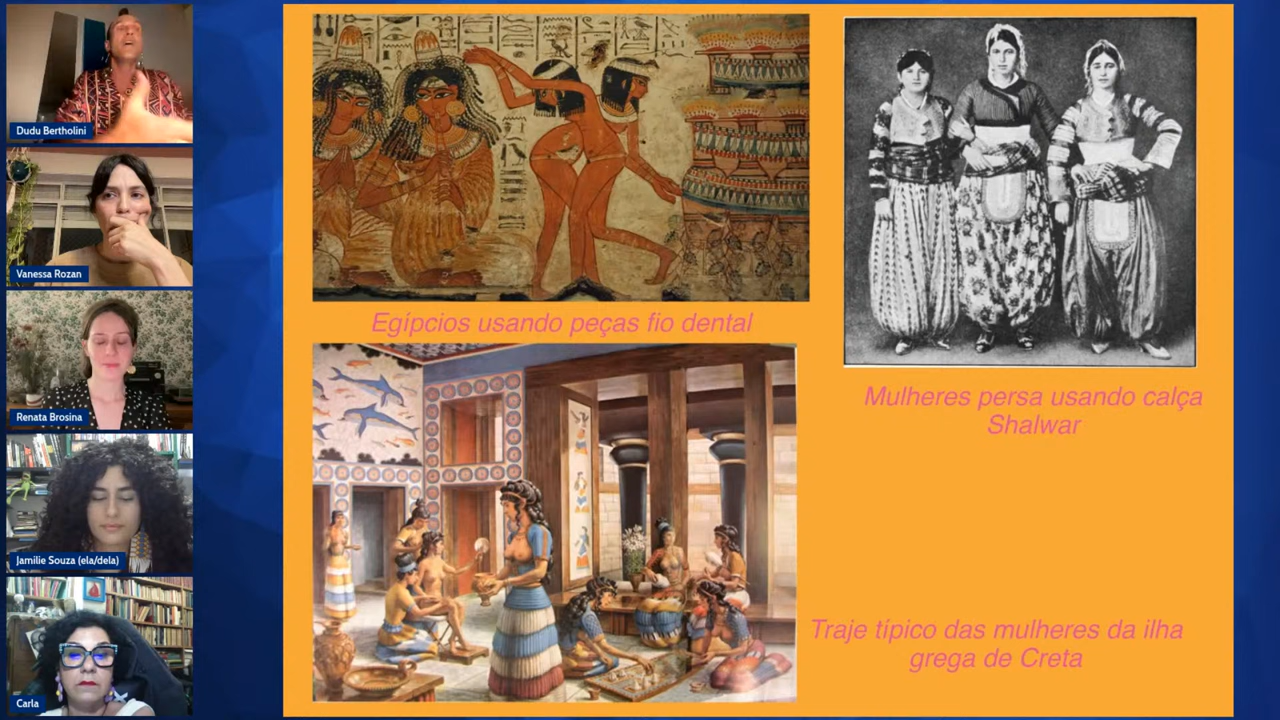 Dudu Bertholini
Vanessa Rozan
Renata Brosina
Jamilie Souza (ela/dela)
Carla
Egípcios usando peças fio dental
Mulheres persa usando calça
Shalwar
Traje típico das mulheres da ilha
grega de Creta